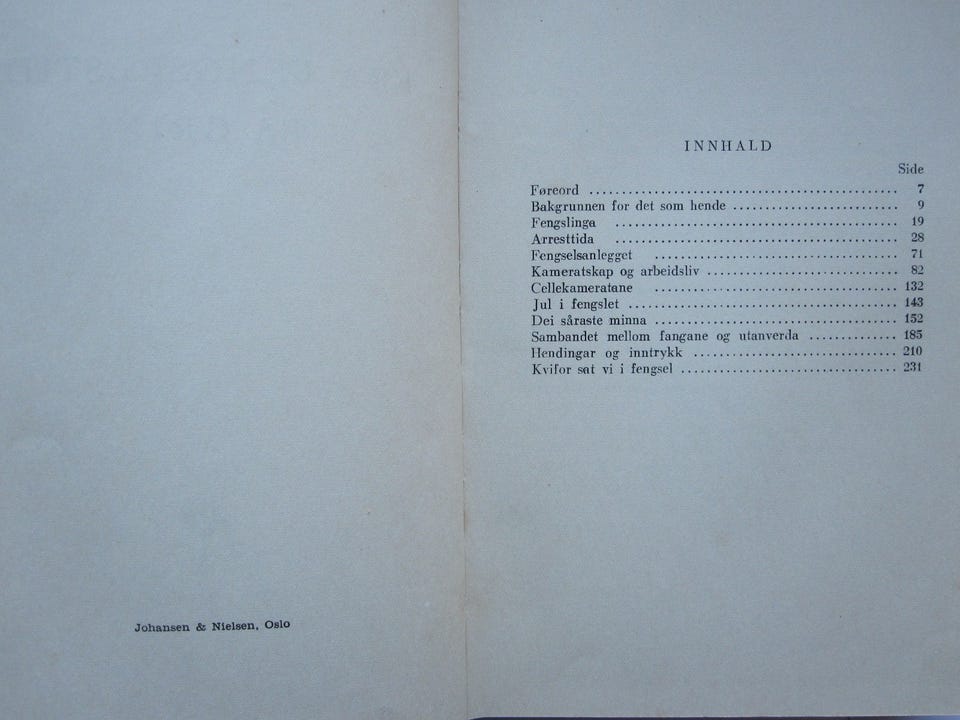 Johansen & Nielsen, Oslo
INNHALD
Side
Føreord ................................................ 7
Bakgrunnen for det som hende .......................... 9
Fengslinga ............................................ 19
Arresttida ............................................ 28
Fengselsanlegget ...................................... 71
Kameratskap og arbeidsliv ............................. 82
Cellekameratane ...................................... 132
Jul i fengslet ......................................... 143
Dei såraste minna ..................................... 152
Sambandet mellom fangane og utanverda .............. 185
Hendingar og inntrykk ................................ 210
Kvifor sat vi i fengsel ................................. 231